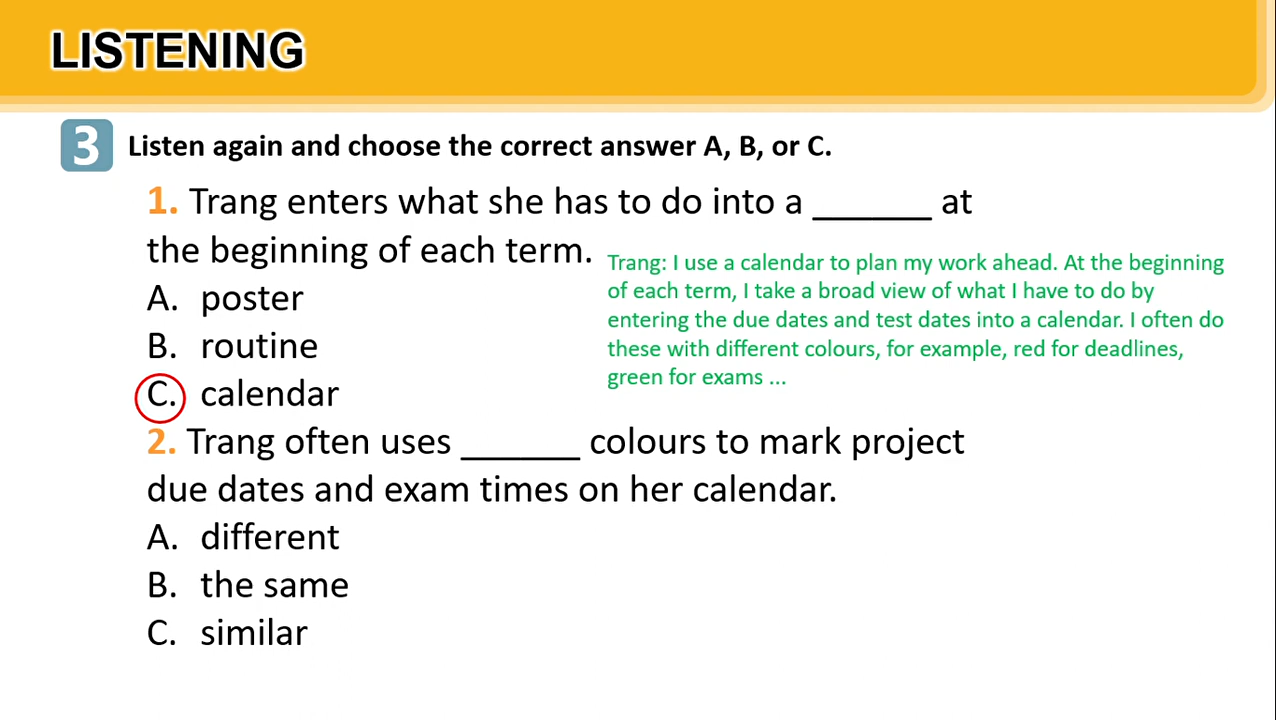 LISTENING
3 Listen again and choose the correct answer A, B, or C.
1. Trang enters what she has to do into a ______ at
the beginning of each term.
Trang: I use a calendar to plan my work ahead. At the beginning
of each term, I take a broad view of what I have to do by
entering the due dates and test dates into a calendar. I often do
these with different colours, for example, red for deadlines,
green for exams ...
A. poster
B. routine
C. calendar
2. Trang often uses ______ colours to mark project
due dates and exam times on her calendar.
A. different
B. the same
C. similar